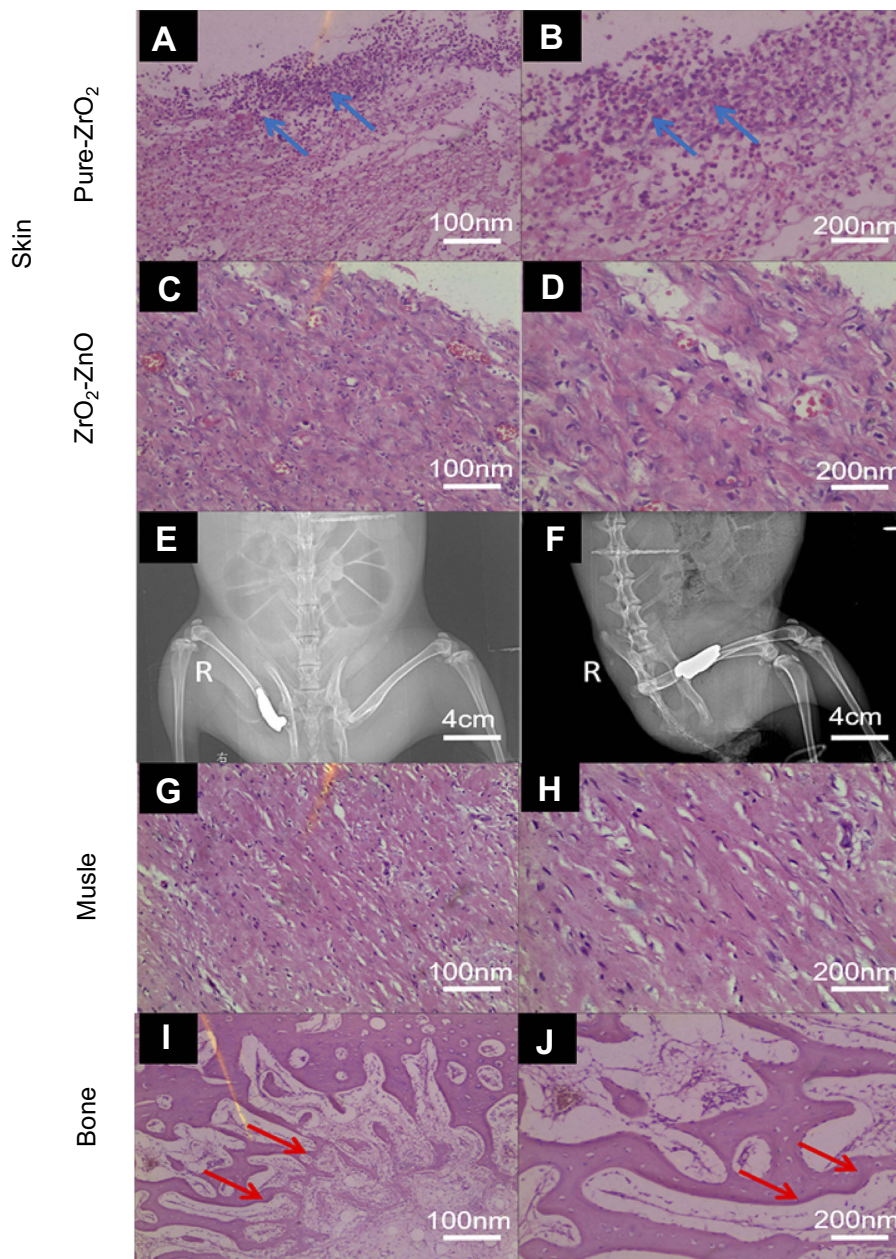 Skin
Pure-ZrO₂
A
100nm
B
200nm
ZrO₂-ZnO
C
100nm
D
200nm
E
R
4cm
F
R
4cm
Musle
G
100nm
H
200nm
Bone
I
100nm
J
200nm